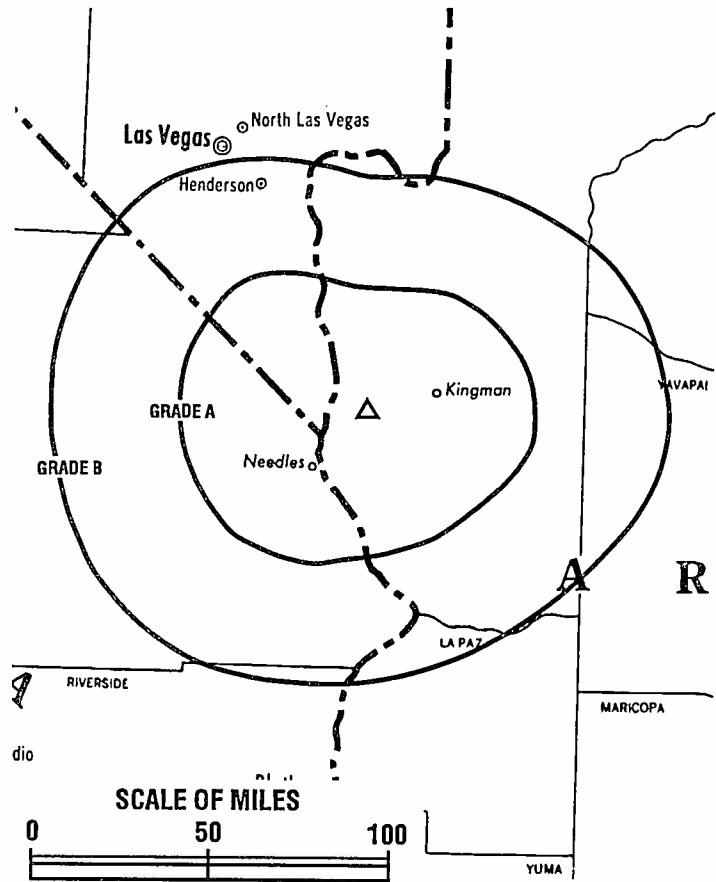 North Las Vegas
Las Vegas
Henderson
Kingman
YAVAPAI
GRADE A
GRADE B
Needles
A R
LA PAZ
RIVERSIDE
MARICOPA
dio
SCALE OF MILES
0 50 100
YUMA